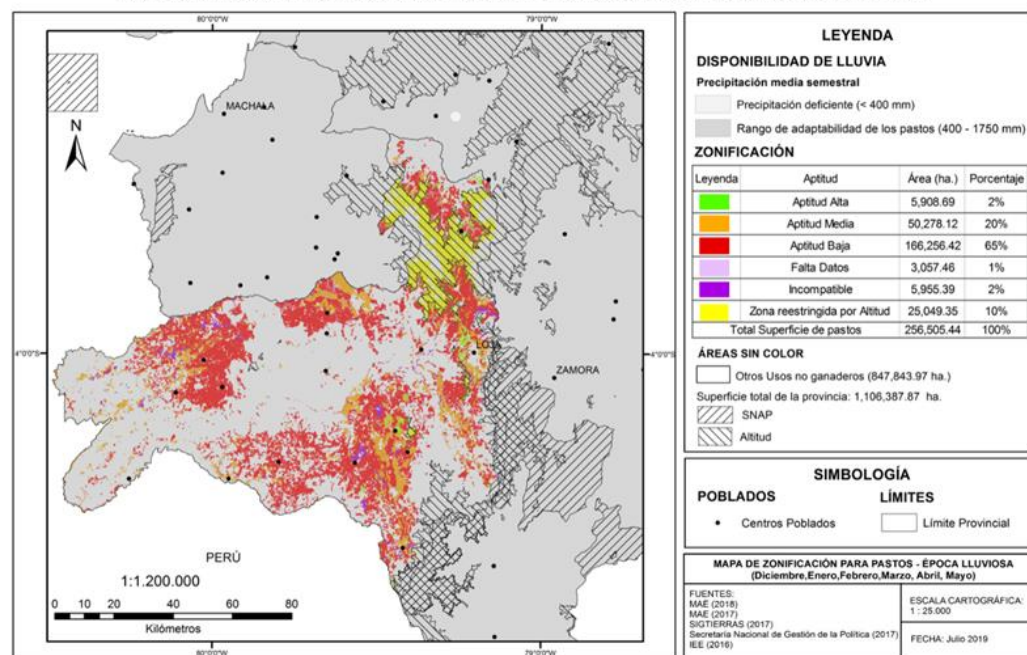 80°0'0"W
79°0'0"W
MACHALA
N
4°0'0"S
4°0'0"S
LOJA
ZAMORA
PERÚ
1:1.200.000
0 5 10 20 40 60 80
Kilómetros
80°0'0"W
79°0'0"W
LEYENDA
DISPONIBILIDAD DE LLUVIA
Precipitación media semestral
Precipitación deficiente (< 400 mm)
Rango de adaptabilidad de los pastos (400 - 1750 mm)
ZONIFICACIÓN
Leyenda Aptitud Área (ha.) Porcentaje
Aptitud Alta 5,908.69 2%
Aptitud Media 50,278.12 20%
Aptitud Baja 166,256.42 65%
Falta Datos 3,057.46 1%
Incompatible 5,955.39 2%
Zona reestringida por Altitud 25,049.35 10%
Total Superficie de pastos 256,505.44 100%
ÁREAS SIN COLOR
Otros Usos no ganaderos (847,843.97 ha.)
Superficie total de la provincia: 1,106,387.87 ha.
SNAP
Altitud
SIMBOLOGÍA
POBLADOS LÍMITES
Centros Poblados Límite Provincial
MAPA DE ZONIFICACIÓN PARA PASTOS - ÉPOCA LLUVIOSA
(Diciembre,Enero,Febrero,Marzo, Abril, Mayo)
FUENTES:
MAE (2018)
MAE (2017)
SIGTIERRAS (2017)
Secretaría Nacional de Gestión de la Política (2017)
IEE (2016)
ESCALA CARTOGRÁFICA:
1 : 25.000
FECHA: Julio 2019